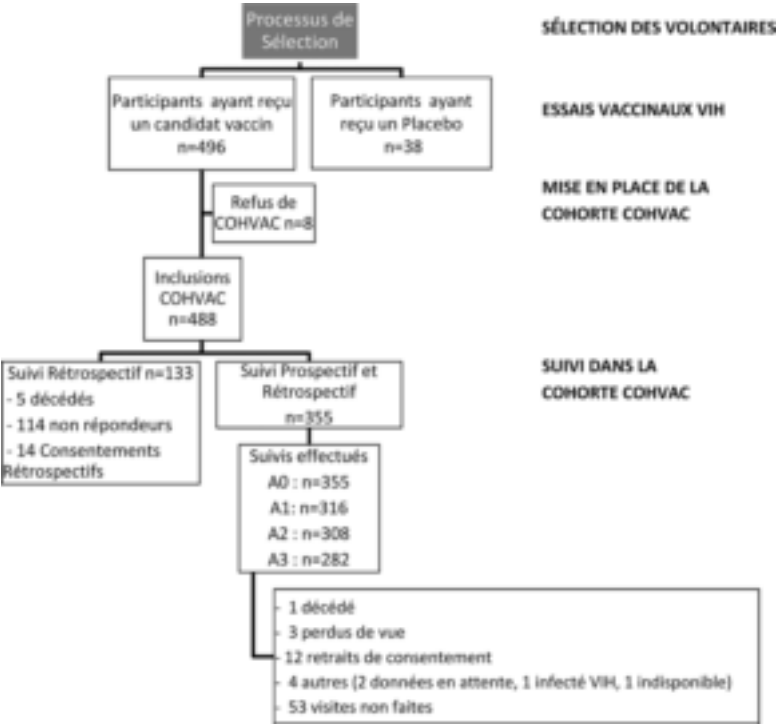 Processus de
Sélection
SÉLECTION DES VOLONTAIRES
Participants ayant reçu
un candidat vaccin
n=496
Participants ayant
reçu un Placebo
n=38
ESSAIS VACCINAUX VIH
Refus de
COHVAC n=8
MISE EN PLACE DE LA
COHORTE COHVAC
Inclusions
COHVAC
n=488
Suivi Rétrospectif n=133
- 5 décédés
- 114 non répondeurs
- 14 Consentements
Rétrospectifs
Suivi Prospectif et
Rétrospectif
n=355
SUIVI DANS LA
COHORTE COHVAC
Suivis effectués
A0 : n=355
A1: n=316
A2 : n=308
A3 : n=282
- 1 décédé
- 3 perdus de vue
- 12 retraits de consentement
- 4 autres (2 données en attente, 1 infecté VIH, 1 indisponible)
- 53 visites non faites